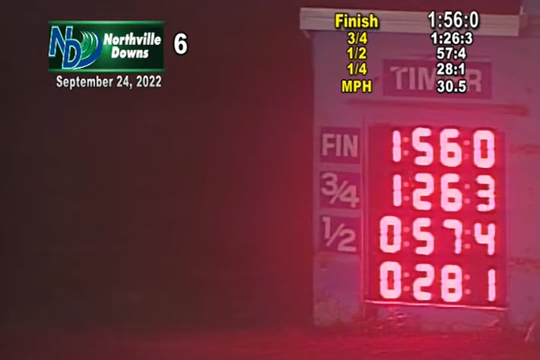 ND Northville Downs 6
September 24, 2022
Finish 1:56:0
3/4 1:26:3
1/2 57:4
1/4 28:1
MPH 30.5
TIMER
FIN 1:56:0
3/4 1:26:3
1/2 0:57:4
0:28:1